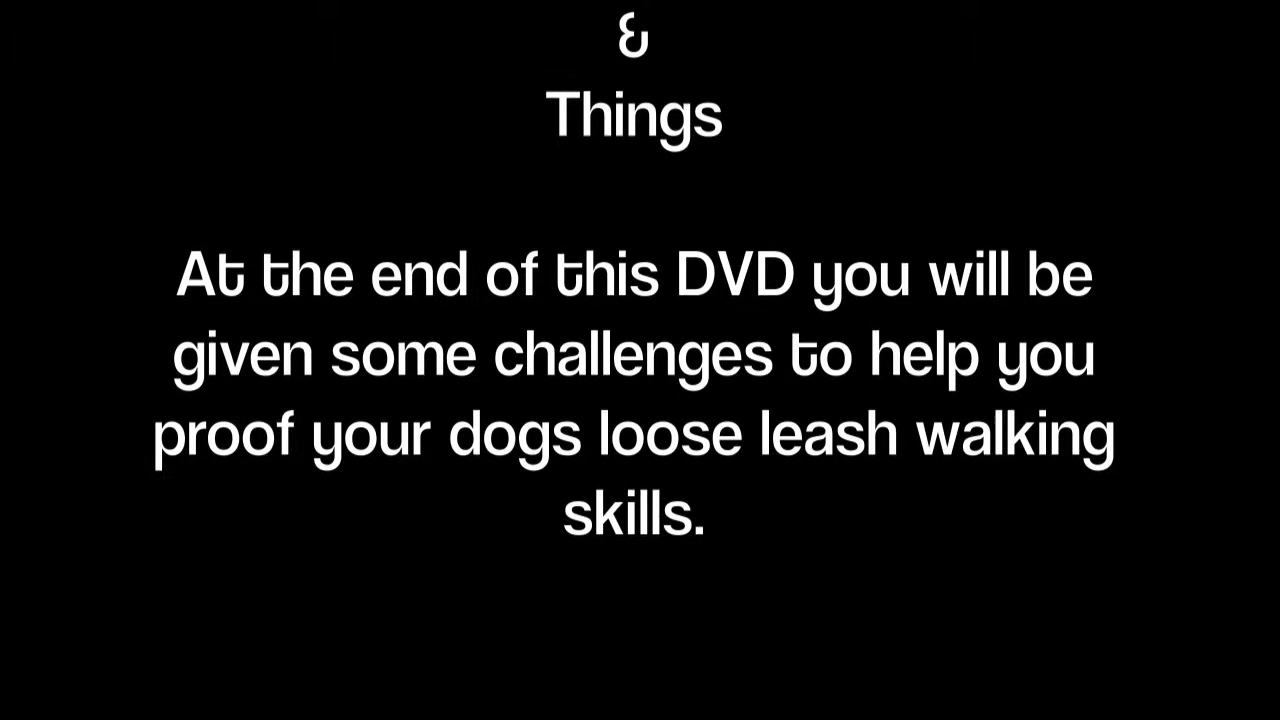 &
Things
At the end of this DVD you will be
given some challenges to help you
proof your dogs loose leash walking
skills.